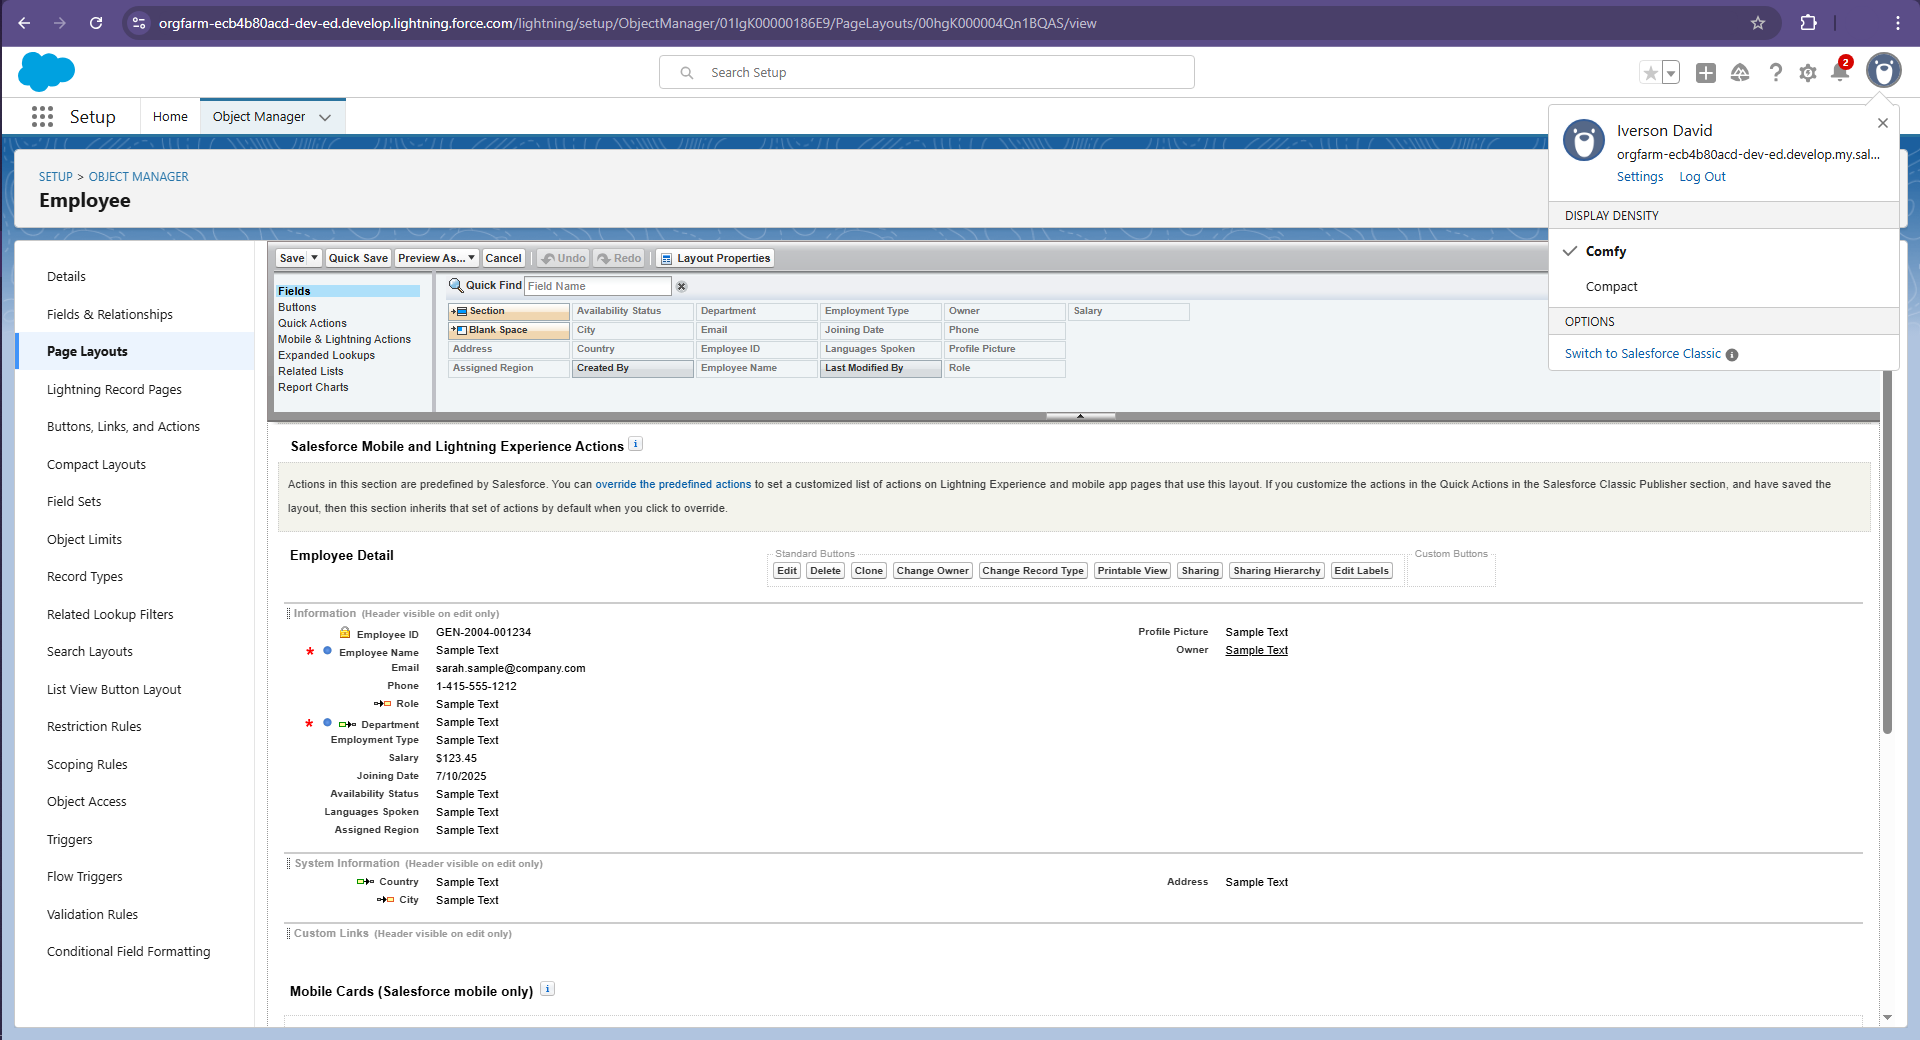 orgfarm-ecb4b80acd-dev-ed.develop.lightning.force.com/lightning/setup/ObjectManager/01IgK00000186E9/PageLayouts/00hgK000004Qn1BQAS/view
Search Setup
2
Setup
Home
Object Manager
Iverson David
orgfarm-ecb4b80acd-dev-ed.develop.my.sal...
Settings Log Out
DISPLAY DENSITY
Comfy
Compact
OPTIONS
Switch to Salesforce Classic
SETUP > OBJECT MANAGER
Employee
Details
Fields & Relationships
Page Layouts
Lightning Record Pages
Buttons, Links, and Actions
Compact Layouts
Field Sets
Object Limits
Record Types
Related Lookup Filters
Search Layouts
List View Button Layout
Restriction Rules
Scoping Rules
Object Access
Triggers
Flow Triggers
Validation Rules
Conditional Field Formatting
Save Quick Save Preview As... Cancel Undo Redo Layout Properties
Fields
Buttons
Quick Actions
Mobile & Lightning Actions
Expanded Lookups
Related Lists
Report Charts
Quick Find Field Name
Section Availability Status Department Employment Type Owner Salary
Blank Space City Email Joining Date Phone
Address Country Employee ID Languages Spoken Profile Picture
Assigned Region Created By Employee Name Last Modified By Role
Salesforce Mobile and Lightning Experience Actions i
Actions in this section are predefined by Salesforce. You can override the predefined actions to set a customized list of actions on Lightning Experience and mobile app pages that use this layout. If you customize the actions in the Quick Actions in the Salesforce Classic Publisher section, and have saved the
layout, then this section inherits that set of actions by default when you click to override.
Employee Detail
Standard Buttons
Edit Delete Clone Change Owner Change Record Type Printable View Sharing Sharing Hierarchy Edit Labels
Custom Buttons
Information (Header visible on edit only)
Employee ID GEN-2004-001234
* Employee Name Sample Text
Email sarah.sample@company.com
Phone 1-415-555-1212
Role Sample Text
* Department Sample Text
Employment Type Sample Text
Salary $123.45
Joining Date 7/10/2025
Availability Status Sample Text
Languages Spoken Sample Text
Assigned Region Sample Text
Profile Picture Sample Text
Owner Sample Text
System Information (Header visible on edit only)
Country Sample Text
City Sample Text
Address Sample Text
Custom Links (Header visible on edit only)
Mobile Cards (Salesforce mobile only) i